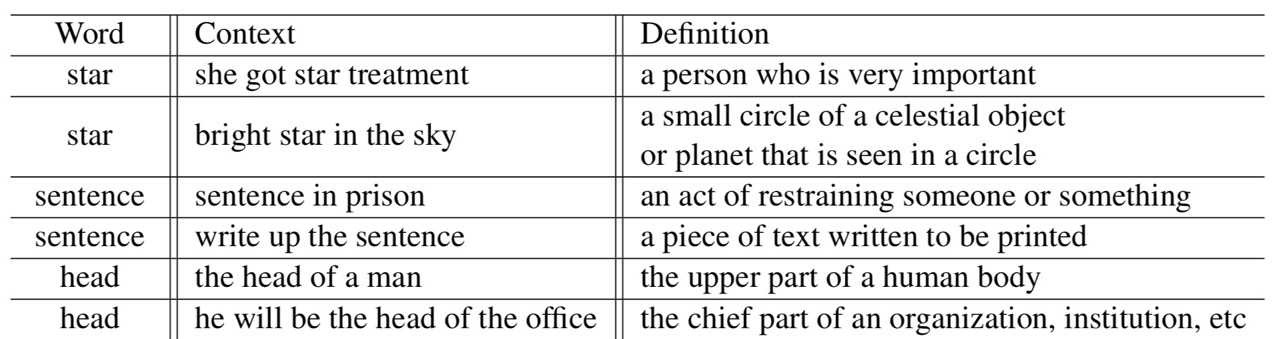 Word Context Definition
star she got star treatment a person who is very important
star bright star in the sky a small circle of a celestial object
or planet that is seen in a circle
sentence sentence in prison an act of restraining someone or something
sentence write up the sentence a piece of text written to be printed
head the head of a man the upper part of a human body
head he will be the head of the office the chief part of an organization, institution, etc